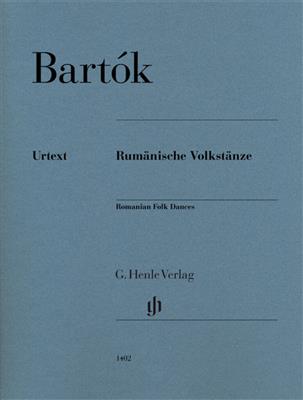 Bartók
Urtext Rumänische Volkstänze
Romanian Folk Dances
G. Henle Verlag
1402